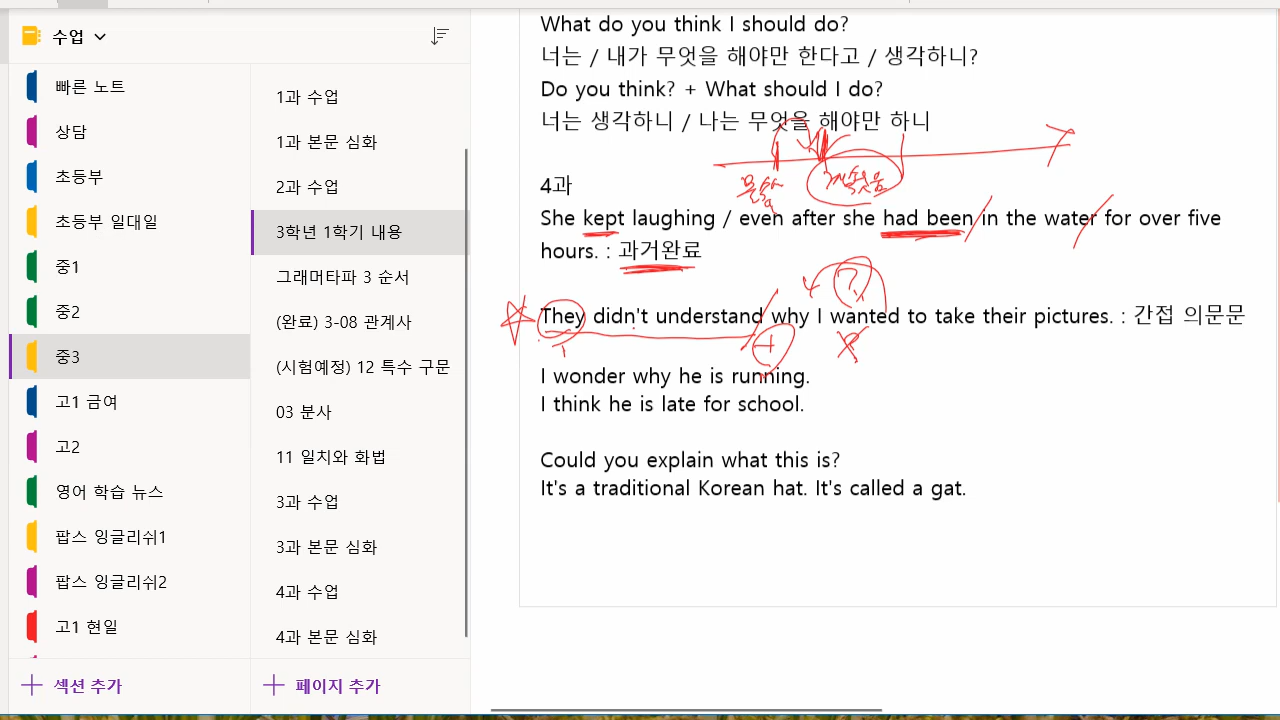 수업
빠른 노트
상담
초등부
초등부 일대일
중1
중2
중3
고1 금여
고2
영어 학습 뉴스
팝스 잉글리쉬1
팝스 잉글리쉬2
고1 현일
섹션 추가
1과 수업
1과 본문 심화
2과 수업
3학년 1학기 내용
그래머타파 3 순서
(완료) 3-08 관계사
(시험예정) 12 특수 구문
03 분사
11 일치와 화법
3과 수업
3과 본문 심화
4과 수업
4과 본문 심화
페이지 추가
What do you think I should do?
너는 / 내가 무엇을 해야만 한다고 / 생각하니?
Do you think? + What should I do?
너는 생각하니 / 나는 무엇을 해야만 하니
4과
She kept laughing / even after she had been in the water for over five
hours. : 과거완료
They didn't understand why I wanted to take their pictures. : 간접 의문문
I wonder why he is running.
I think he is late for school.
Could you explain what this is?
It's a traditional Korean hat. It's called a gat.